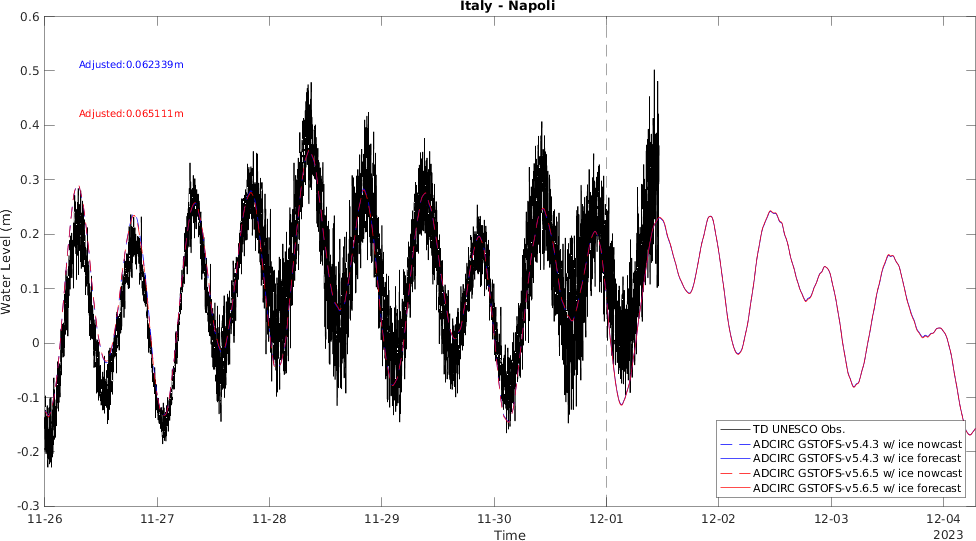 Italy - Napoli
Adjusted:0.062339m
Adjusted:0.065111m
Water Level (m)
0.6
0.5
0.4
0.3
0.2
0.1
0
-0.1
-0.2
-0.3
TD UNESCO Obs.
ADCIRC GSTOFS-v5.4.3 w/ ice nowcast
ADCIRC GSTOFS-v5.4.3 w/ ice forecast
ADCIRC GSTOFS-v5.6.5 w/ ice nowcast
ADCIRC GSTOFS-v5.6.5 w/ ice forecast
11-26 11-27 11-28 11-29 11-30 12-01 12-02 12-03 12-04
Time
2023